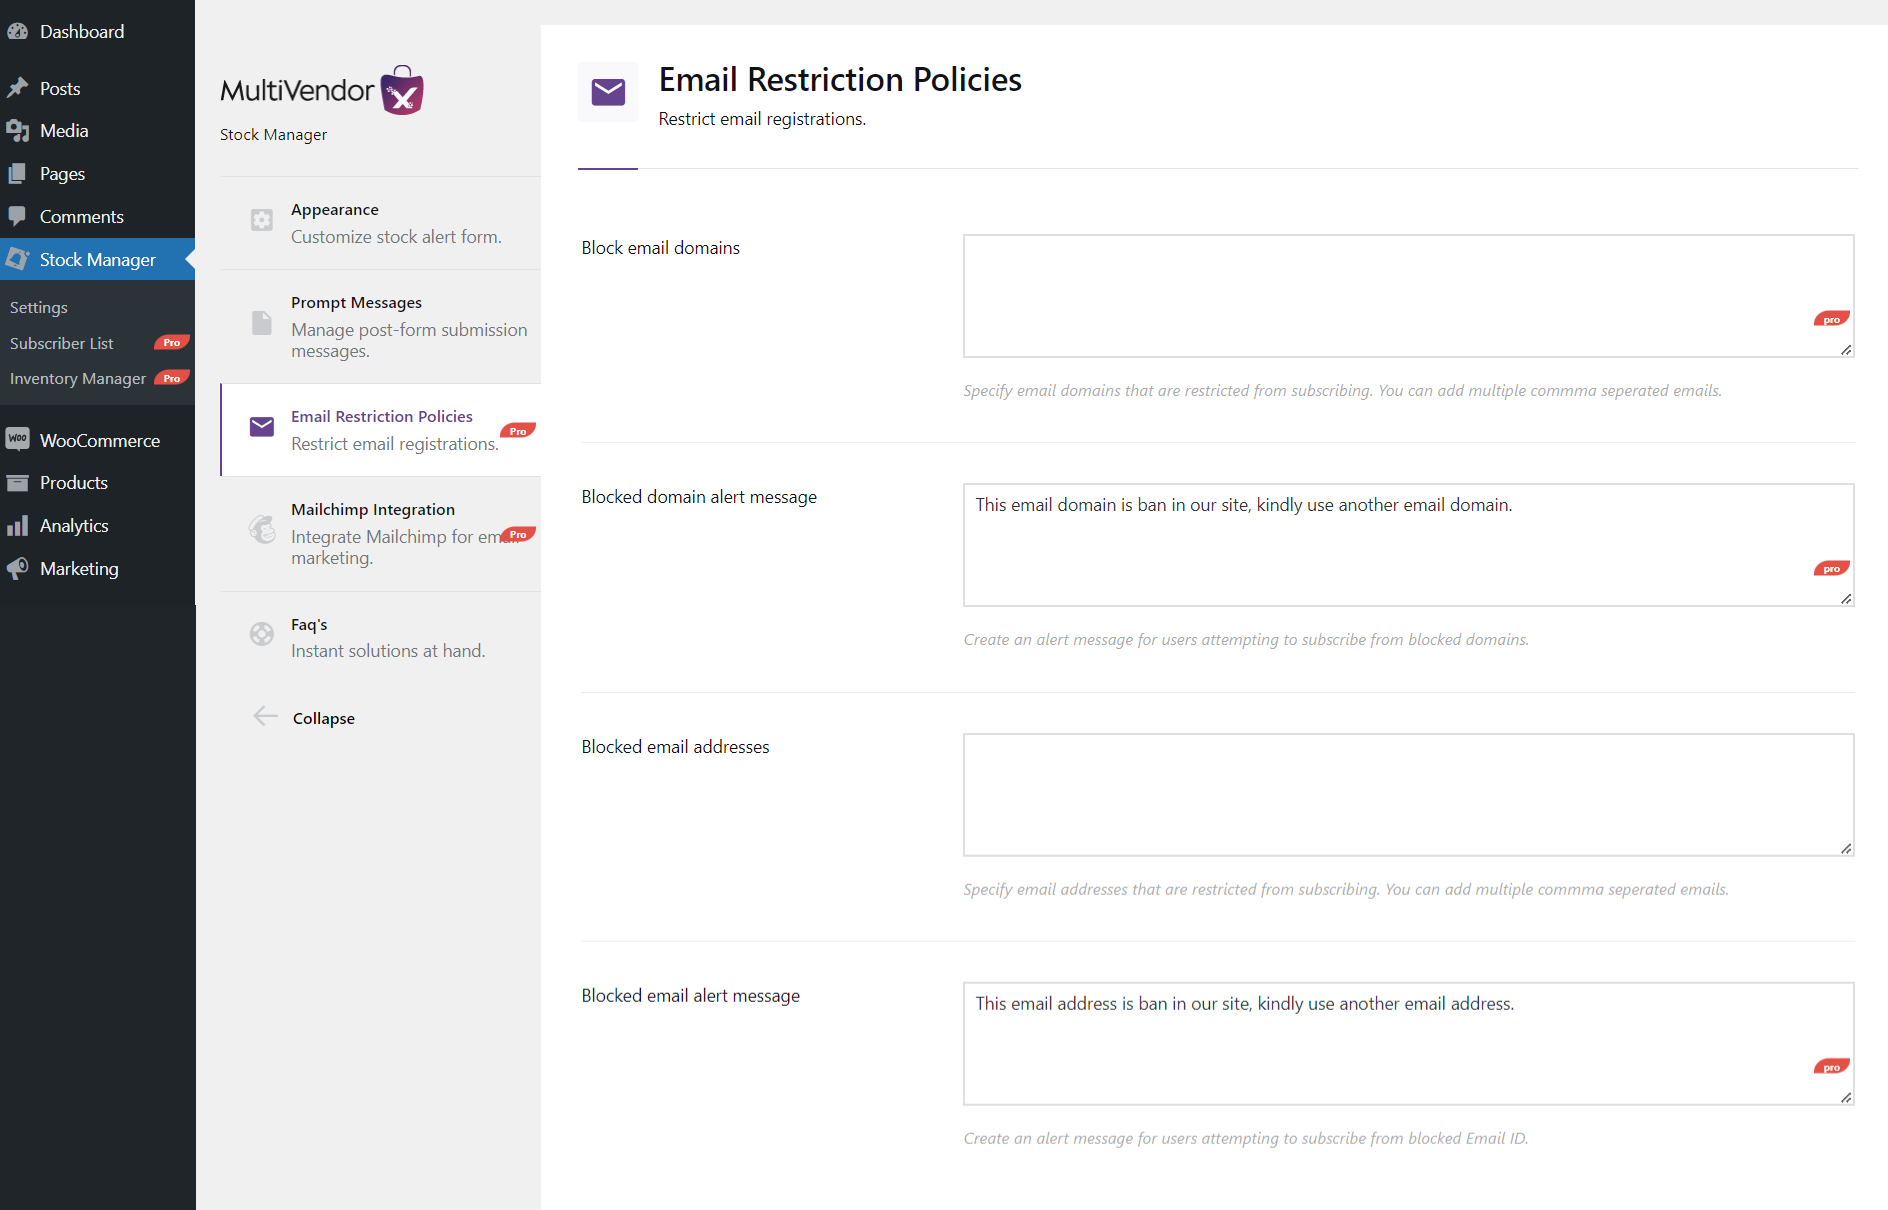 Dashboard
Posts
Media
Pages
Comments
Stock Manager
Settings
Subscriber List Pro
Inventory Manager Pro
WooCommerce
Products
Analytics
Marketing
MultiVendor X
Stock Manager
Appearance
Customize stock alert form.
Prompt Messages
Manage post-form submission
messages.
Email Restriction Policies
Restrict email registrations. Pro
Mailchimp Integration
Integrate Mailchimp for email Pro
marketing.
Faq's
Instant solutions at hand.
Collapse
Email Restriction Policies
Restrict email registrations.
Block email domains
pro
Specify email domains that are restricted from subscribing. You can add multiple commma seperated emails.
Blocked domain alert message
This email domain is ban in our site, kindly use another email domain.
pro
Create an alert message for users attempting to subscribe from blocked domains.
Blocked email addresses
Specify email addresses that are restricted from subscribing. You can add multiple commma seperated emails.
Blocked email alert message
This email address is ban in our site, kindly use another email address.
pro
Create an alert message for users attempting to subscribe from blocked Email ID.